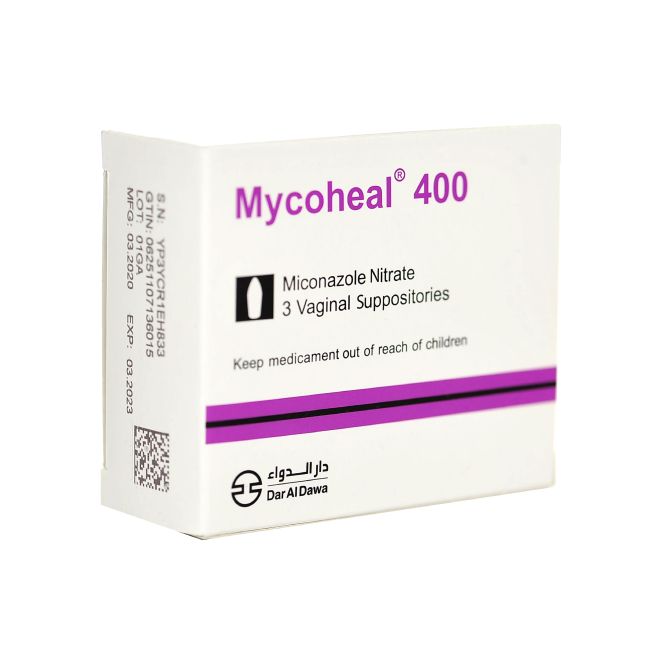 S.N: YP3YCR1EH833
GTIN: 06251107136015
LOT: 01GA
MFG: 03.2020 EXP: 03.2023
Mycoheal® 400
Miconazole Nitrate
3 Vaginal Suppositories
Keep medicament out of reach of children
دار الدواء
Dar Al Dawa